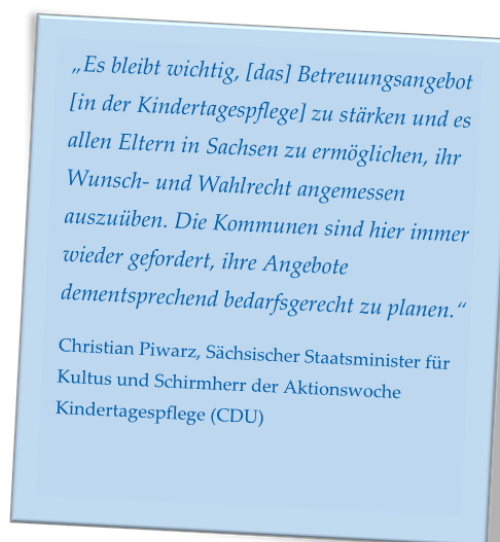 „Es bleibt wichtig, [das] Betreuungsangebot
[in der Kindertagespflege] zu stärken und es
allen Eltern in Sachsen zu ermöglichen, ihr
Wunsch- und Wahlrecht angemessen
auszuüben. Die Kommunen sind hier immer
wieder gefordert, ihre Angebote
dementsprechend bedarfsgerecht zu planen.“
Christian Piwarz, Sächsischer Staatsminister für
Kultus und Schirmherr der Aktionswoche
Kindertagespflege (CDU)